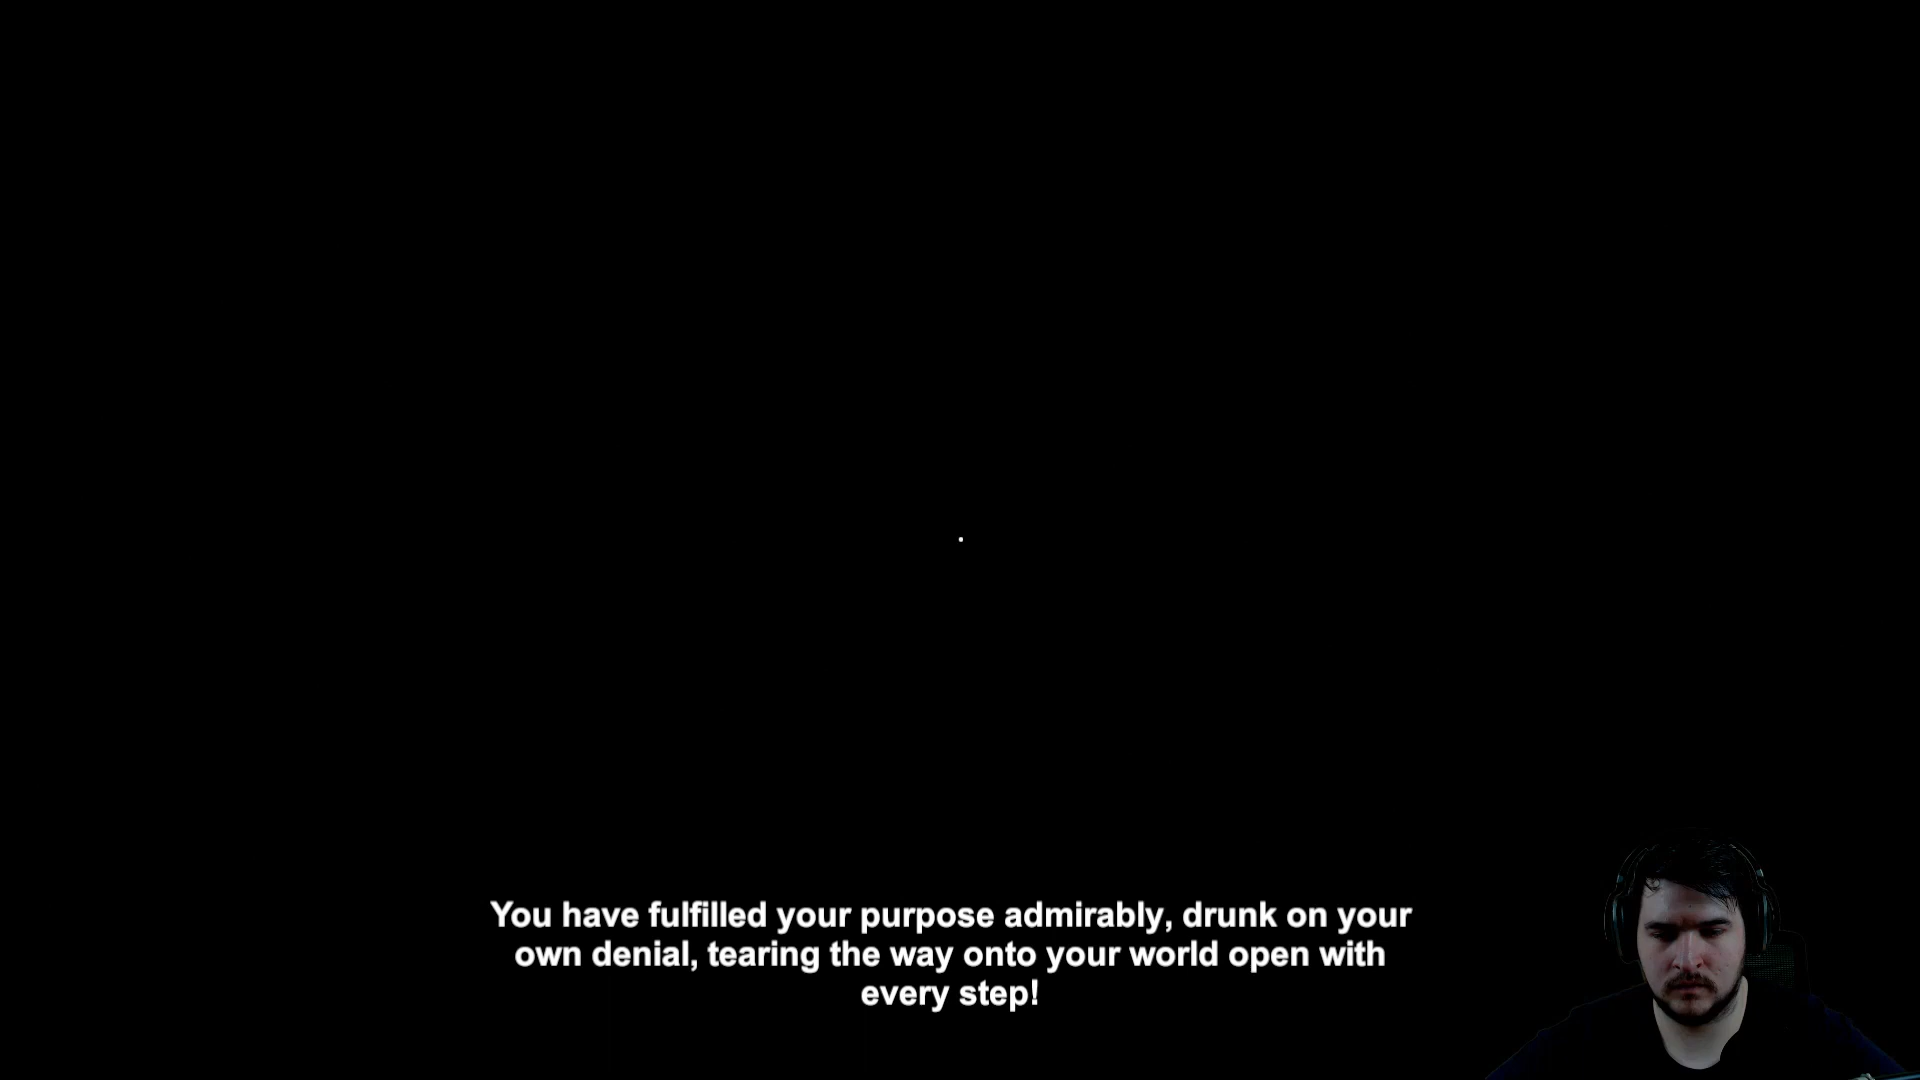 You have fulfilled your purpose admirably, drunk on your
own denial, tearing the way onto your world open with
every step!